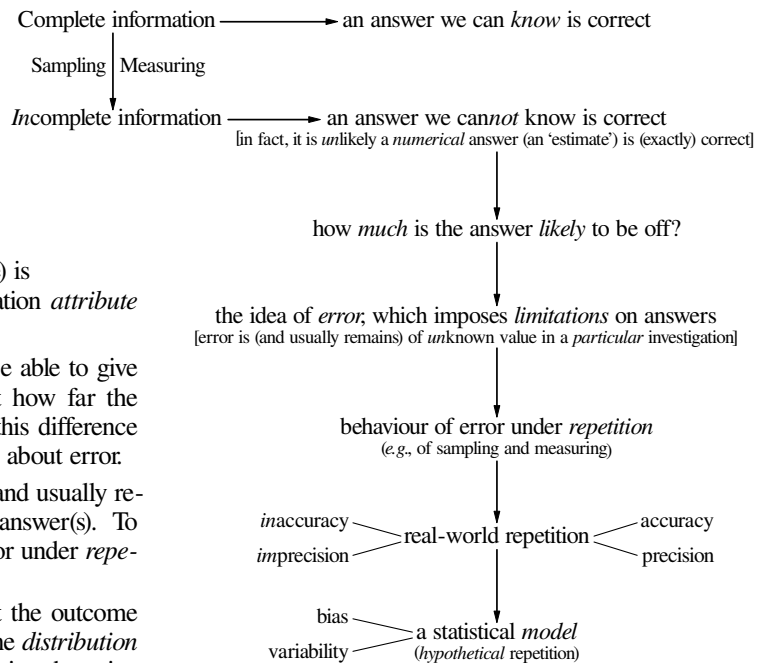 Complete information an answer we can know is correct
Sampling Measuring
Incomplete information an answer we cannot know is correct
[in fact, it is unlikely a numerical answer (an ‘estimate’) is (exactly) correct]
how much is the answer likely to be off?
) is
ation attribute
the idea of error, which imposes limitations on answers
[error is (and usually remains) of unknown value in a particular investigation]
e able to give
how far the
this difference
about error.
behaviour of error under repetition
(e.g., of sampling and measuring)
and usually re-
answer(s). To
or under repe-
inaccuracy
imprecision
real-world repetition
accuracy
precision
the outcome
distribution
bias
variability
a statistical model
(hypothetical repetition)